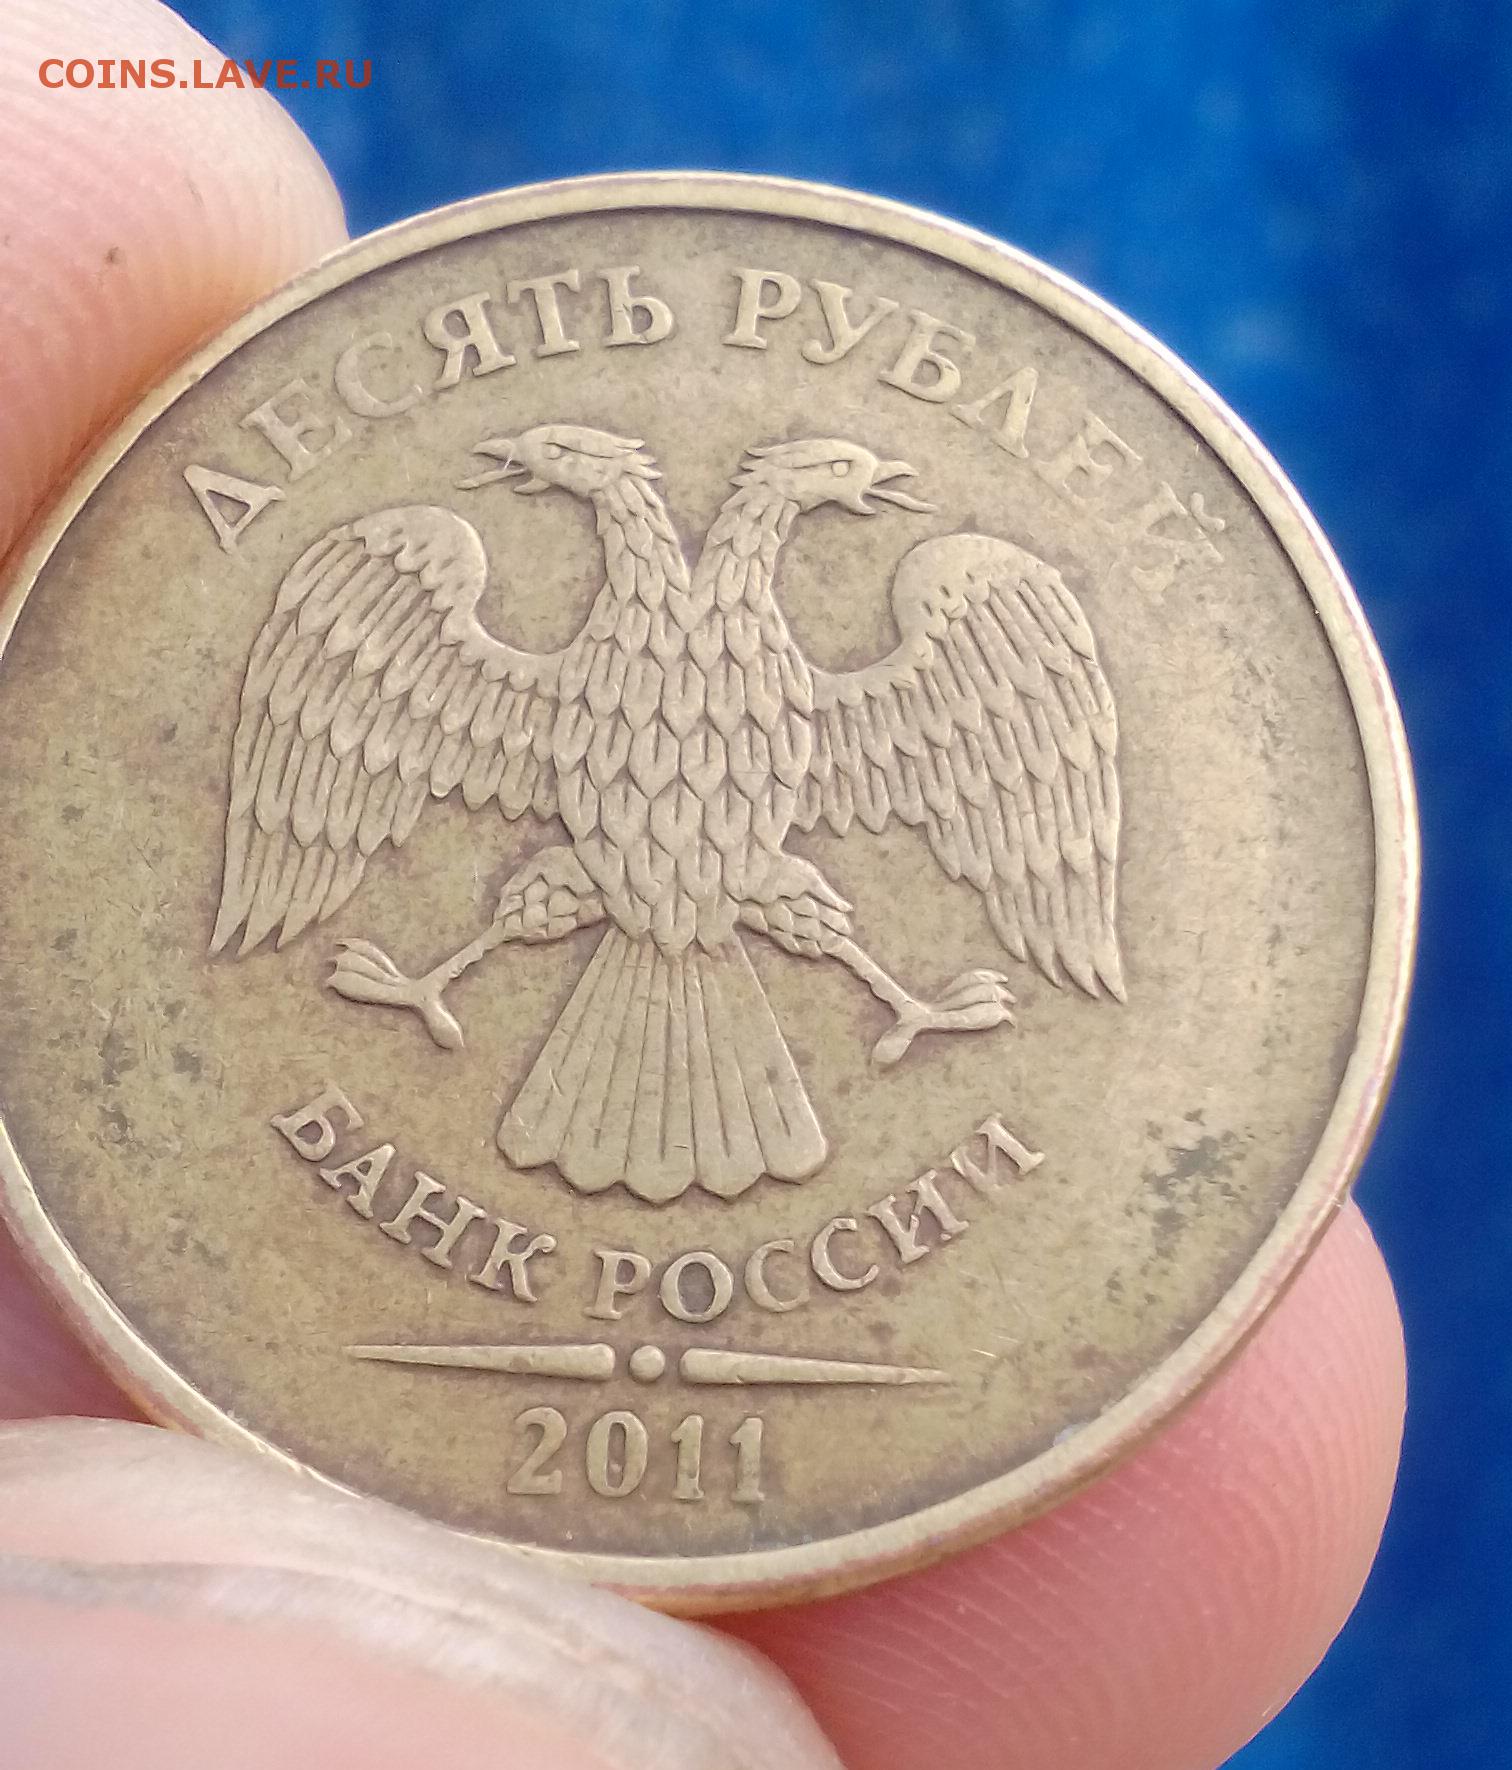 COINS.LAVE.RU
ДЕСЯТЬ РУБЛЕЙ
БАНК РОССИИ
2011